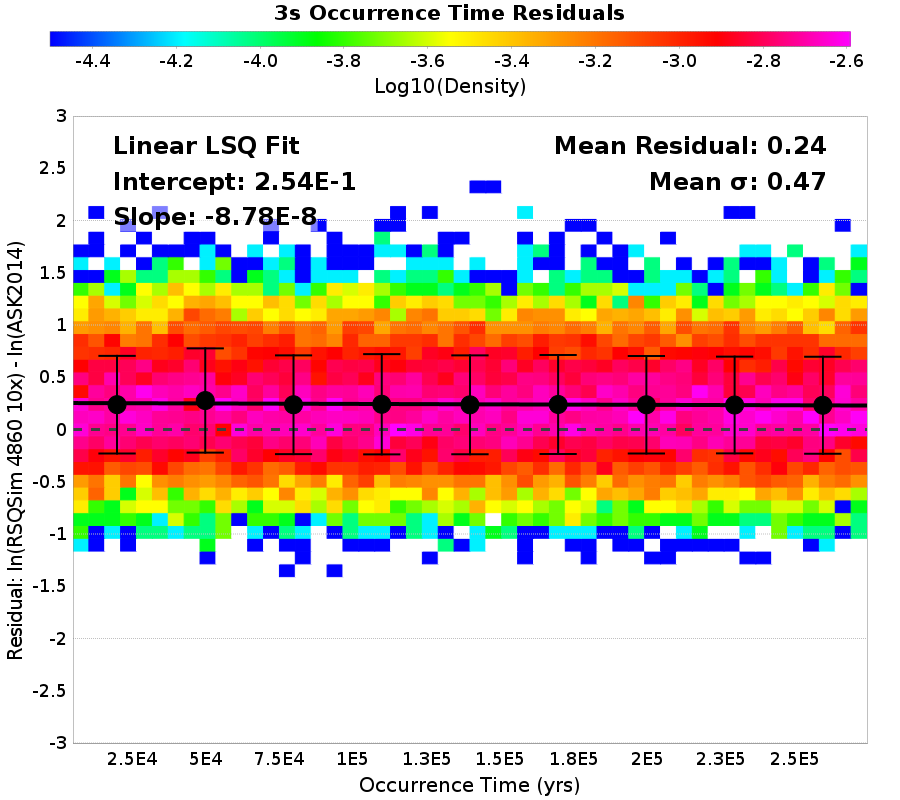 3s Occurrence Time Residuals
-4.4 -4.2 -4.0 -3.8 -3.6 -3.4 -3.2 -3.0 -2.8 -2.6
Log10(Density)
Linear LSQ Fit
Intercept: 2.54E-1
Slope: -8.78E-8
Mean Residual: 0.24
Mean σ: 0.47
Residual: ln(RSQSim 4860 10x) - ln(ASK2014)
3
2.5
2
1.5
1
0.5
0
-0.5
-1
-1.5
-2
-2.5
-3
2.5E4 5E4 7.5E4 1E5 1.3E5 1.5E5 1.8E5 2E5 2.3E5 2.5E5
Occurrence Time (yrs)